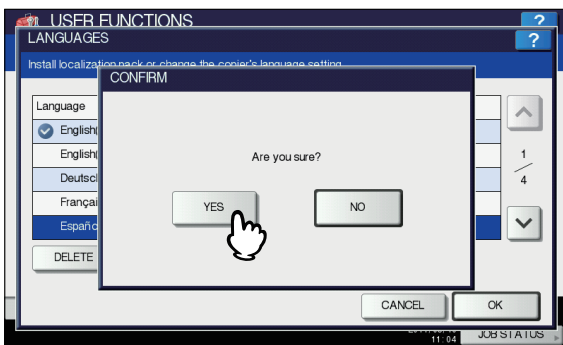 USER FUNCTIONS
?
LANGUAGES
?
Install localization pack or change the copier's language setting
CONFIRM
Language
English(
English(
Deutscl
Françai
Españo
Are you sure?
YES
NO
1
4
DELETE
CANCEL
OK
11:04
JOB STATUS